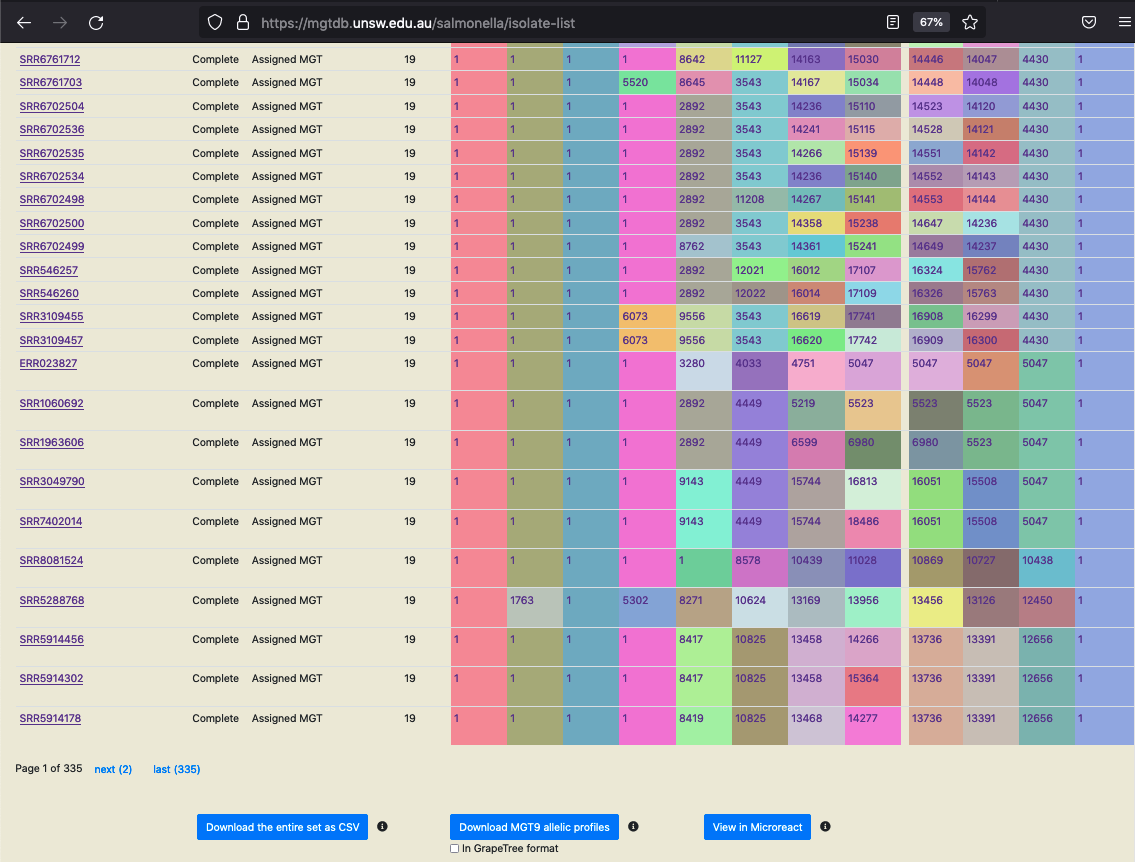 https://mgtdb.unsw.edu.au/salmonella/isolate-list 67%
SRR6761712 Complete Assigned MGT 19 1 1 1 1 8642 11127 14163 15030 14446 14047 4430 1
SRR6761703 Complete Assigned MGT 19 1 1 1 5520 8645 3543 14167 15034 14448 14048 4430 1
SRR6702504 Complete Assigned MGT 19 1 1 1 1 2892 3543 14236 15110 14523 14120 4430 1
SRR6702536 Complete Assigned MGT 19 1 1 1 1 2892 3543 14241 15115 14528 14121 4430 1
SRR6702535 Complete Assigned MGT 19 1 1 1 1 2892 3543 14266 15139 14551 14142 4430 1
SRR6702534 Complete Assigned MGT 19 1 1 1 1 2892 3543 14236 15140 14552 14143 4430 1
SRR6702498 Complete Assigned MGT 19 1 1 1 1 2892 11208 14267 15141 14553 14144 4430 1
SRR6702500 Complete Assigned MGT 19 1 1 1 1 2892 3543 14358 15238 14647 14236 4430 1
SRR6702499 Complete Assigned MGT 19 1 1 1 1 8762 3543 14361 15241 14649 14237 4430 1
SRR546257 Complete Assigned MGT 19 1 1 1 1 2892 12021 16012 17107 16324 15762 4430 1
SRR546260 Complete Assigned MGT 19 1 1 1 1 2892 12022 16014 17109 16326 15763 4430 1
SRR3109455 Complete Assigned MGT 19 1 1 1 6073 9556 3543 16619 17741 16908 16299 4430 1
SRR3109457 Complete Assigned MGT 19 1 1 1 6073 9556 3543 16620 17742 16909 16300 4430 1
ERR023827 Complete Assigned MGT 19 1 1 1 1 3280 4033 4751 5047 5047 5047 5047 1
SRR1060692 Complete Assigned MGT 19 1 1 1 1 2892 4449 5219 5523 5523 5523 5047 1
SRR1963606 Complete Assigned MGT 19 1 1 1 1 2892 4449 6599 6980 6980 5523 5047 1
SRR3049790 Complete Assigned MGT 19 1 1 1 1 9143 4449 15744 16813 16051 15508 5047 1
SRR7402014 Complete Assigned MGT 19 1 1 1 1 9143 4449 15744 18486 16051 15508 5047 1
SRR8081524 Complete Assigned MGT 19 1 1 1 1 1 8578 10439 11028 10869 10727 10438 1
SRR5288768 Complete Assigned MGT 19 1 1763 1 5302 8271 10624 13169 13956 13456 13126 12450 1
SRR5914456 Complete Assigned MGT 19 1 1 1 1 8417 10825 13458 14266 13736 13391 12656 1
SRR5914302 Complete Assigned MGT 19 1 1 1 1 8417 10825 13458 15364 13736 13391 12656 1
SRR5914178 Complete Assigned MGT 19 1 1 1 1 8419 10825 13468 14277 13736 13391 12656 1
Page 1 of 335 next (2) last (335)
Download the entire set as CSV Download MGT9 allelic profiles View in Microreact
In GrapeTree format